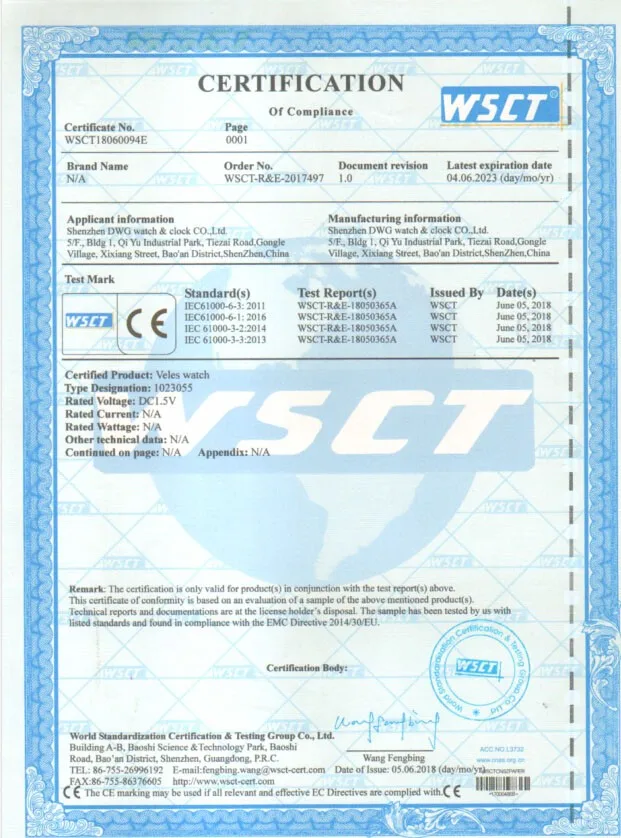 CERTIFICATION
Of Compliance
WSCT®
Certificate No. Page
WSCT18060094E 0001
Brand Name Order No. Document revision Latest expiration date
N/A WSCT-R&E-2017497 1.0 04.06.2023 (day/mo/yr)
Applicant information Manufacturing information
Shenzhen DWG watch & clock CO.,Ltd. Shenzhen DWG watch & clock CO.,Ltd.
5/F., Bldg 1, Qi Yu Industrial Park, Tiezai Road,Gongle 5/F., Bldg 1, Qi Yu Industrial Park, Tiezai Road,Gongle
Village, Xixiang Street, Bao'an District,ShenZhen,China Village, Xixiang Street, Bao'an District,ShenZhen,China
Test Mark
Standard(s) Test Report(s) Issued By Date(s)
IEC61000-6-3: 2011 WSCT-R&E-18050365A WSCT June 05, 2018
IEC61000-6-1: 2016 WSCT-R&E-18050365A WSCT June 05, 2018
IEC 61000-3-2:2014 WSCT-R&E-18050365A WSCT June 05, 2018
IEC 61000-3-3:2013 WSCT-R&E-18050365A WSCT June 05, 2018
WSCT CE
Certified Product: Veles watch
Type Designation: 1023055
Rated Voltage: DC1.5V
Rated Current: N/A
Rated Wattage: N/A
Other technical data: N/A
Continued on page: N/A Appendix: N/A
WSCT
Remark: The certification is only valid for product(s) in conjunction with the test report(s) above.
This certificate of conformity is based on an evaluation of a sample of the above mentioned product(s).
Technical reports and documentations are at the license holder's disposal. The sample has been tested by us with
listed standards and found in compliance with the EMC Directive 2014/30/EU.
Certification Body:
World Standardization Certification & Testing Group Co., Ltd.
WSCT
World Standardization Certification & Testing Group Co., Ltd.
Building A-B, Baoshi Science &Technology Park, Baoshi
Road, Bao'an District, Shenzhen, Guangdong, P.R.C.
Wang Fengbing
ACC NO.L3732
www.cnas.org.cn
TEL: 86-755-26996192 E-mail:fengbing.wang@wsct-cert.com Date of Issue: 05.06.2018 (day/mo/yr)
FAX:86-755-86376605 http://www.wsct-cert.com
CE The CE marking may be used if all relevant and effective EC Directives are complied with. CE